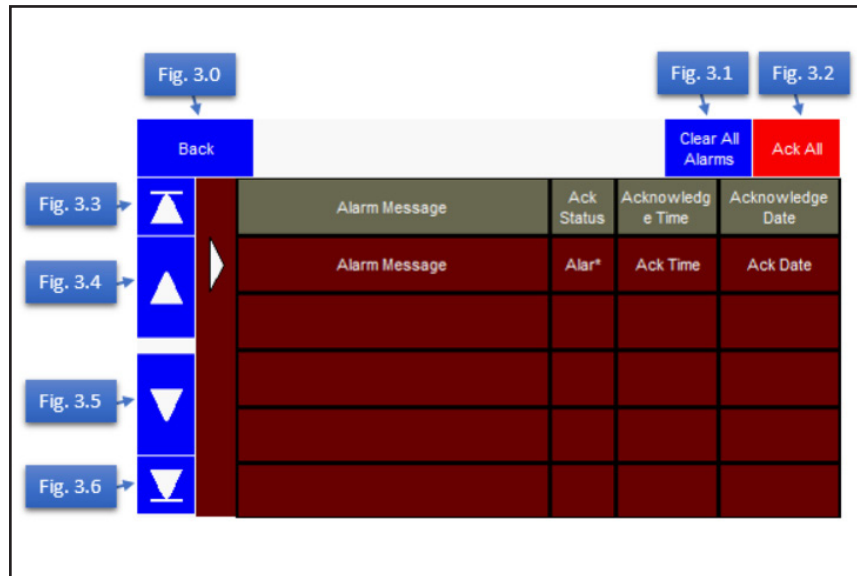 Fig. 3.0
Fig. 3.1
Fig. 3.2
Back
Clear All
Alarms
Ack All
Fig. 3.3
Alarm Message
Ack
Status
Acknowledg
e Time
Acknowledge
Date
Fig. 3.4
Alarm Message
Alar*
Ack Time
Ack Date
Fig. 3.5
Fig. 3.6